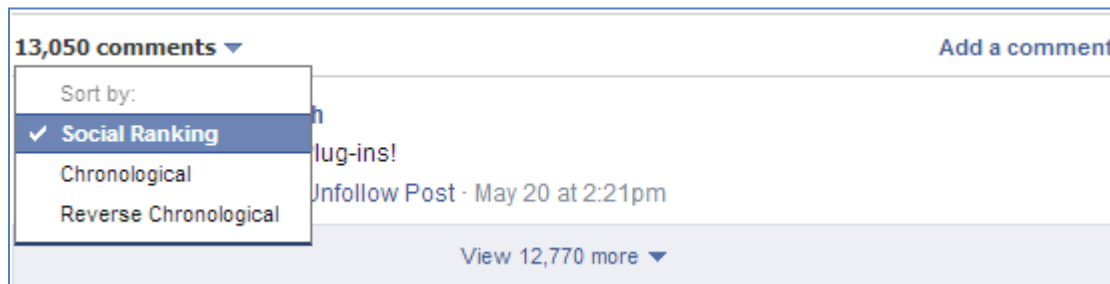 13,050 comments
Add a comment
Sort by:
Social Ranking
Chronological
Reverse Chronological
h
lug-ins!
Unfollow Post · May 20 at 2:21pm
View 12,770 more